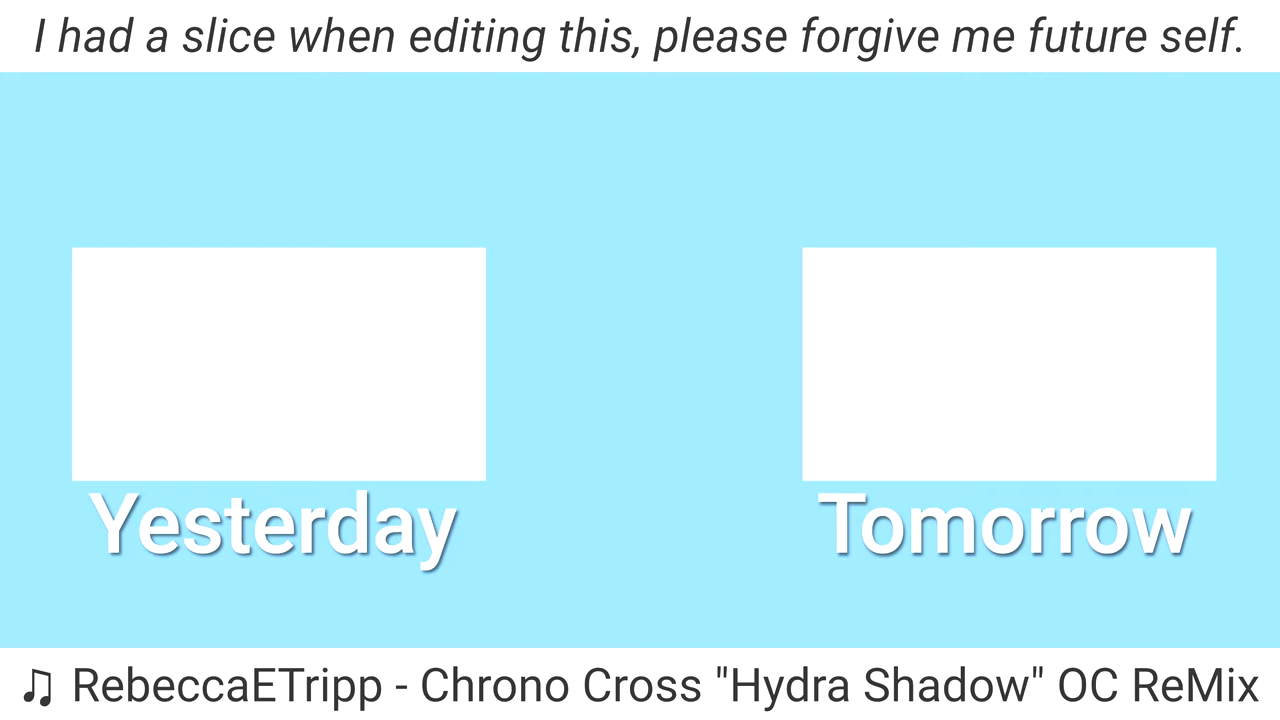 I had a slice when editing this, please forgive me future self.
Yesterday
Tomorrow
♫ RebeccaETripp - Chrono Cross "Hydra Shadow" OC ReMix